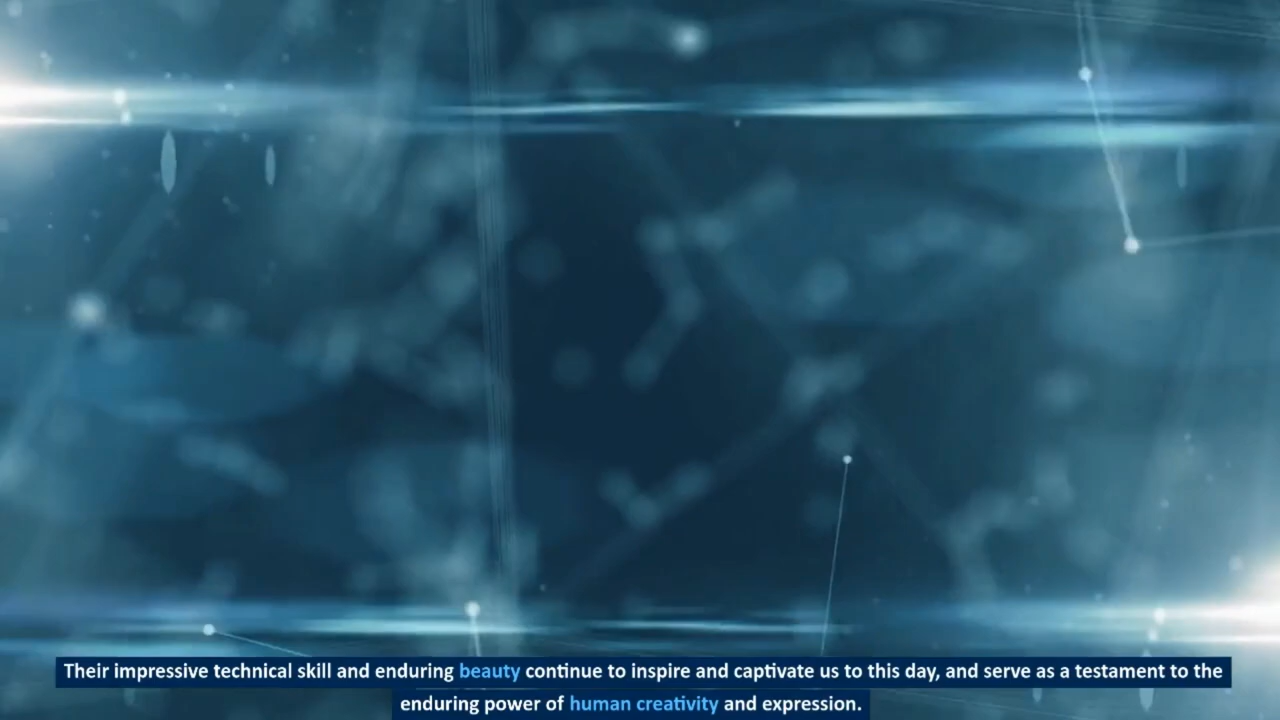 Their impressive technical skill and enduring beauty continue to inspire and captivate us to this day, and serve as a testament to the
enduring power of human creativity and expression.